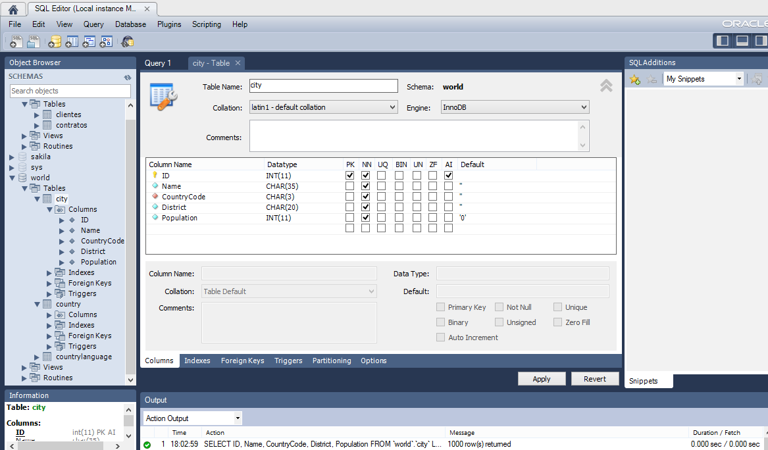 SQL Editor (Local instance M...
File Edit View Query Database Plugins Scripting Help
ORACLE
Object Browser
SCHEMAS
Search objects
Tables
clientes
contratos
Views
Routines
sakila
sys
world
Tables
city
Columns
ID
Name
CountryCode
District
Population
Indexes
Foreign Keys
Triggers
country
Columns
Indexes
Foreign Keys
Triggers
countrylanguage
Views
Routines
Information
Table: city
Columns:
ID int(11) PK AI
Query 1 city - Table
Table Name: city Schema: world
Collation: latin1 - default collation Engine: InnoDB
Comments:
Column Name Datatype PK NN UQ BIN UN ZF AI Default
ID INT(11)
Name CHAR(35) ''
CountryCode CHAR(3) ''
District CHAR(20) ''
Population INT(11) '0'
Column Name: Data Type:
Collation: Table Default Default:
Comments: Primary Key Not Null Unique
Binary Unsigned Zero Fill
Auto Increment
Columns Indexes Foreign Keys Triggers Partitioning Options
Apply Revert
SQLAdditions
My Snippets
Snippets
Output
Action Output
Time Action Message Duration / Fetch
1 18:02:59 SELECT ID, Name, CountryCode, District, Population FROM `world`.`city` L... 1000 row(s) returned 0.000 sec / 0.000 sec